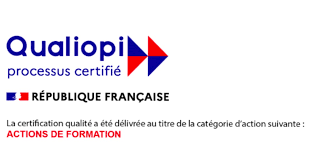 Qualiopi
processus certifié
RÉPUBLIQUE FRANÇAISE
La certification qualité a été délivrée au titre de la catégorie d'action suivante :
ACTIONS DE FORMATION